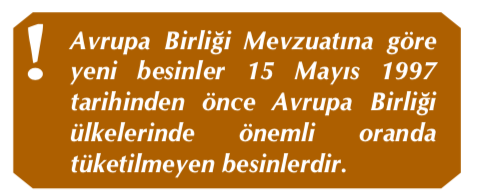 ! Avrupa Birliği Mevzuatına göre
yeni besinler 15 Mayıs 1997
tarihinden önce Avrupa Birliği
ülkelerinde önemli oranda
tüketilmeyen besinlerdir.